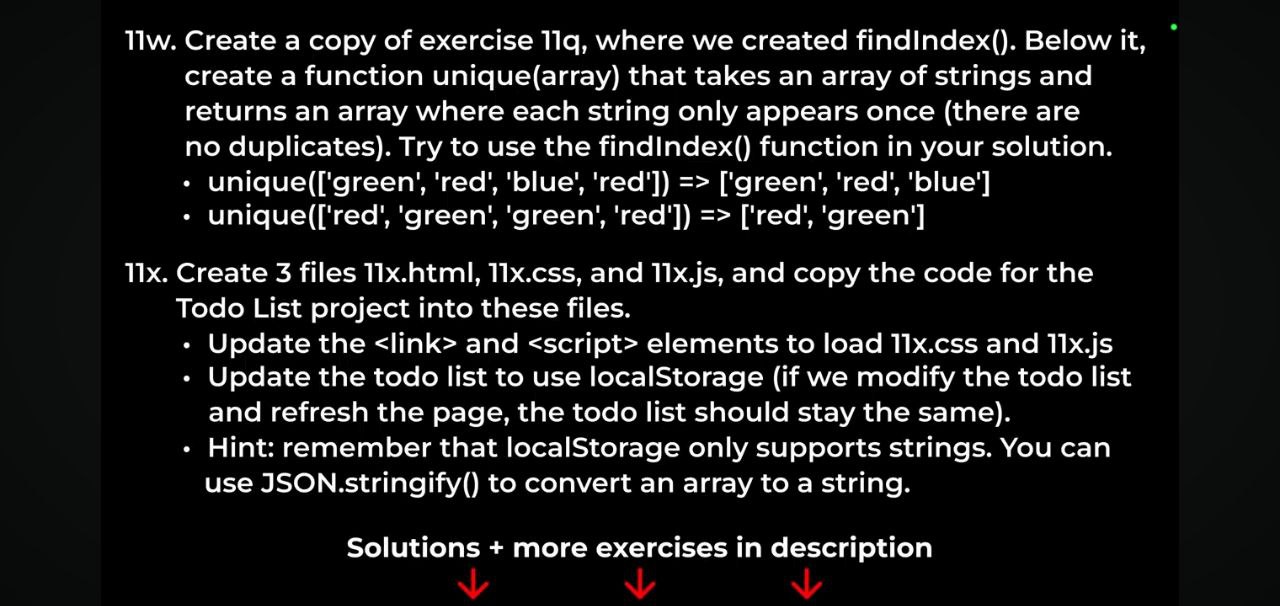 11w. Create a copy of exercise 11q, where we created findIndex(). Below it,
create a function unique(array) that takes an array of strings and
returns an array where each string only appears once (there are
no duplicates). Try to use the findIndex() function in your solution.
• unique(['green', 'red', 'blue', 'red']) => ['green', 'red', 'blue']
• unique(['red', 'green', 'green', 'red']) => ['red', 'green']
11x. Create 3 files 11x.html, 11x.css, and 11x.js, and copy the code for the
Todo List project into these files.
• Update the <link> and <script> elements to load 11x.css and 11x.js
• Update the todo list to use localStorage (if we modify the todo list
and refresh the page, the todo list should stay the same).
• Hint: remember that localStorage only supports strings. You can
use JSON.stringify() to convert an array to a string.
Solutions + more exercises in description